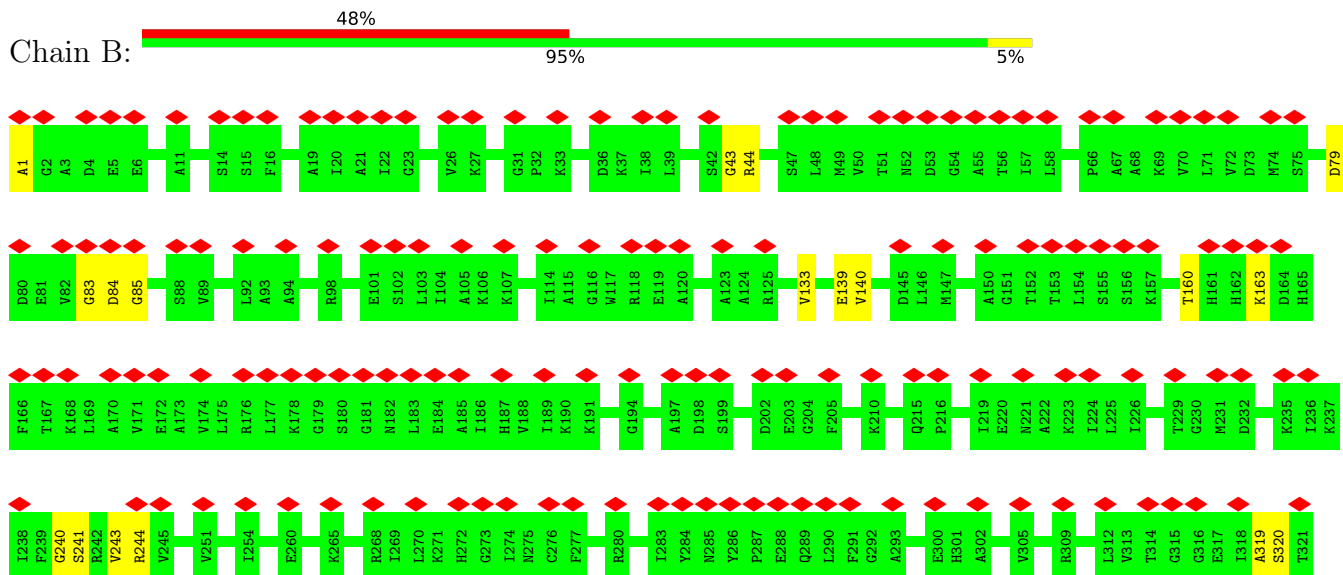 48%
Chain B:
95% 5%
A1 G2 A3 D4 E5 E6 A11 S14 S15 F16 A19 I20 A21 I22 G23 V26 K27 G31 P32 K33 D36 K37 I38 L39 S42 G43 R44 S47 L48 M49 V50 T51 N52 D53 G54 A55 T56 I57 L58 P66 A67 A68 K69 V70 L71 V72 D73 M74 S75 D79
D80 E81 V82 G83 D84 G85 S88 V89 L92 A93 A94 R98 E101 S102 L103 I104 A105 K106 K107 I114 A115 G116 W117 R118 E119 A120 A123 A124 R125 V133 E139 V140 D145 L146 M147 A150 G151 T152 T153 L154 S155 S156 K157 T160 H161 H162 K163 D164 H165
F166 T167 K168 L169 A170 V171 E172 A173 V174 L175 R176 L177 K178 G179 S180 G181 N182 L183 E184 A185 I186 H187 V188 I189 K190 K191 G194 A197 D198 S199 D202 E203 G204 F205 K210 Q215 P216 I219 E220 N221 A222 K223 I224 L225 I226 T229 G230 M231 D232 K235 I236 K237
I238 F239 G240 S241 R242 V243 R244 V245 V251 I254 E260 K265 R268 I269 L270 K271 H272 G273 I274 N275 C276 F277 R280 I283 Y284 N285 Y286 P287 E288 Q289 L290 F291 G292 A293 E300 H301 A302 V305 R309 L312 V313 T314 G315 G316 E317 I318 A319 S320 T321